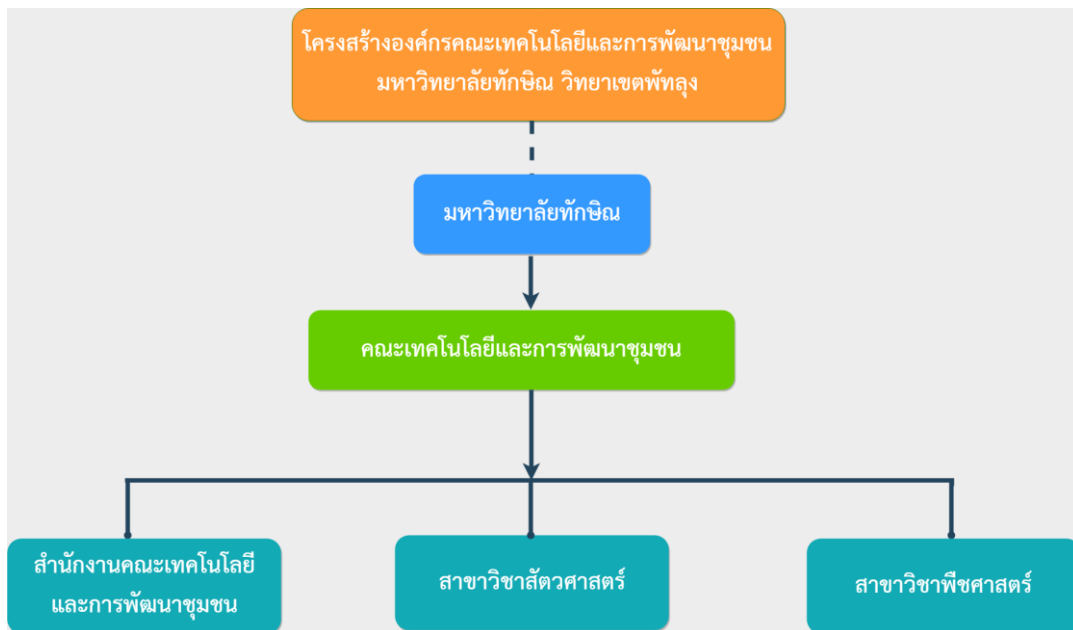 โครงสร้างองค์กรคณะเทคโนโลยีและการพัฒนาชุมชน
มหาวิทยาลัยทักษิณ วิทยาเขตพัทลุง
มหาวิทยาลัยทักษิณ
คณะเทคโนโลยีและการพัฒนาชุมชน
สำนักงานคณะเทคโนโลยี
และการพัฒนาชุมชน
สาขาวิชาสัตวศาสตร์
สาขาวิชาพืชศาสตร์